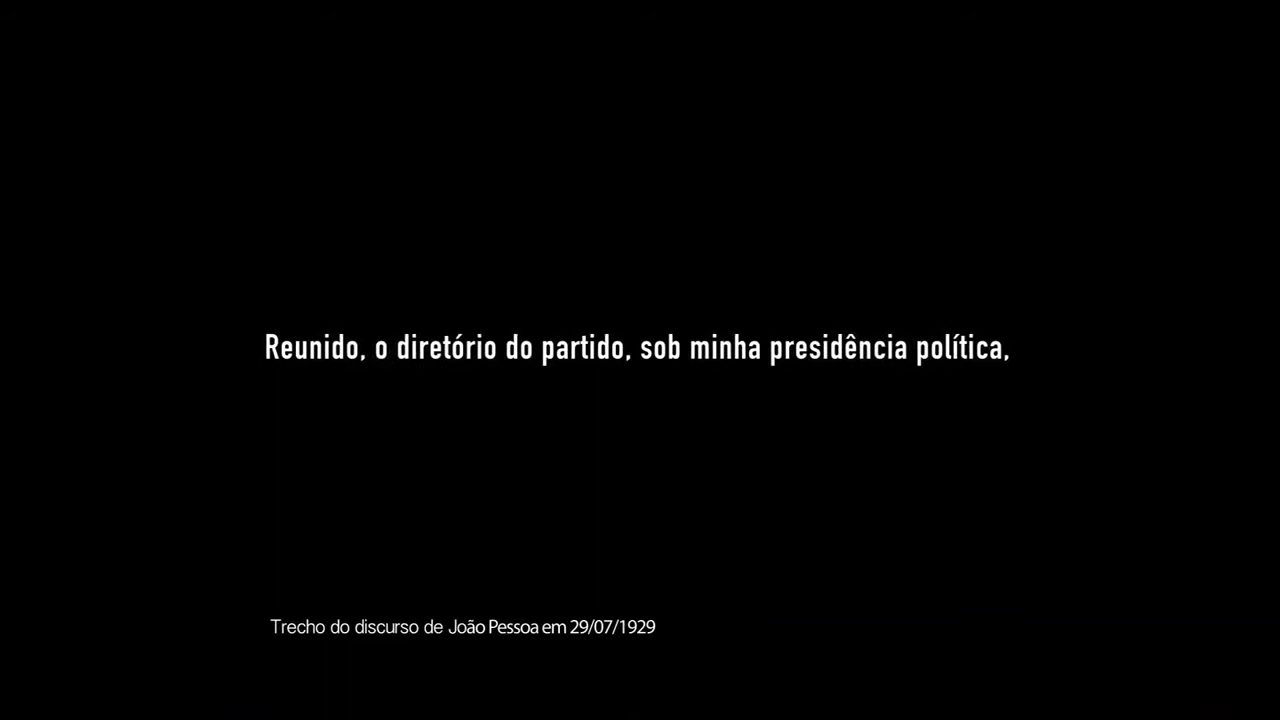 Reunido, o diretório do partido, sob minha presidência política,
Trecho do discurso de João Pessoa em 29/07/1929